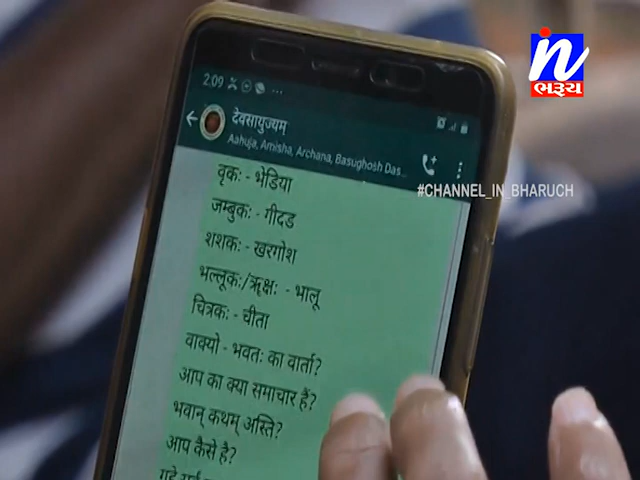 in
ભરૂચ
2:09
देवसायुज्यम्
Aahuja, Amisha, Archana, Basughosh Das...
#CHANNEL_IN_BHARUCH
वृकः - भेडिया
जम्बुकः - गीदड
शशकः - खरगोश
भल्लूकः/ऋक्षः - भालू
चित्रकः - चीता
वाक्यो - भवतः का वार्ता?
आप का क्या समाचार हैं?
भवान् कथम् अस्ति?
आप कैसे है?